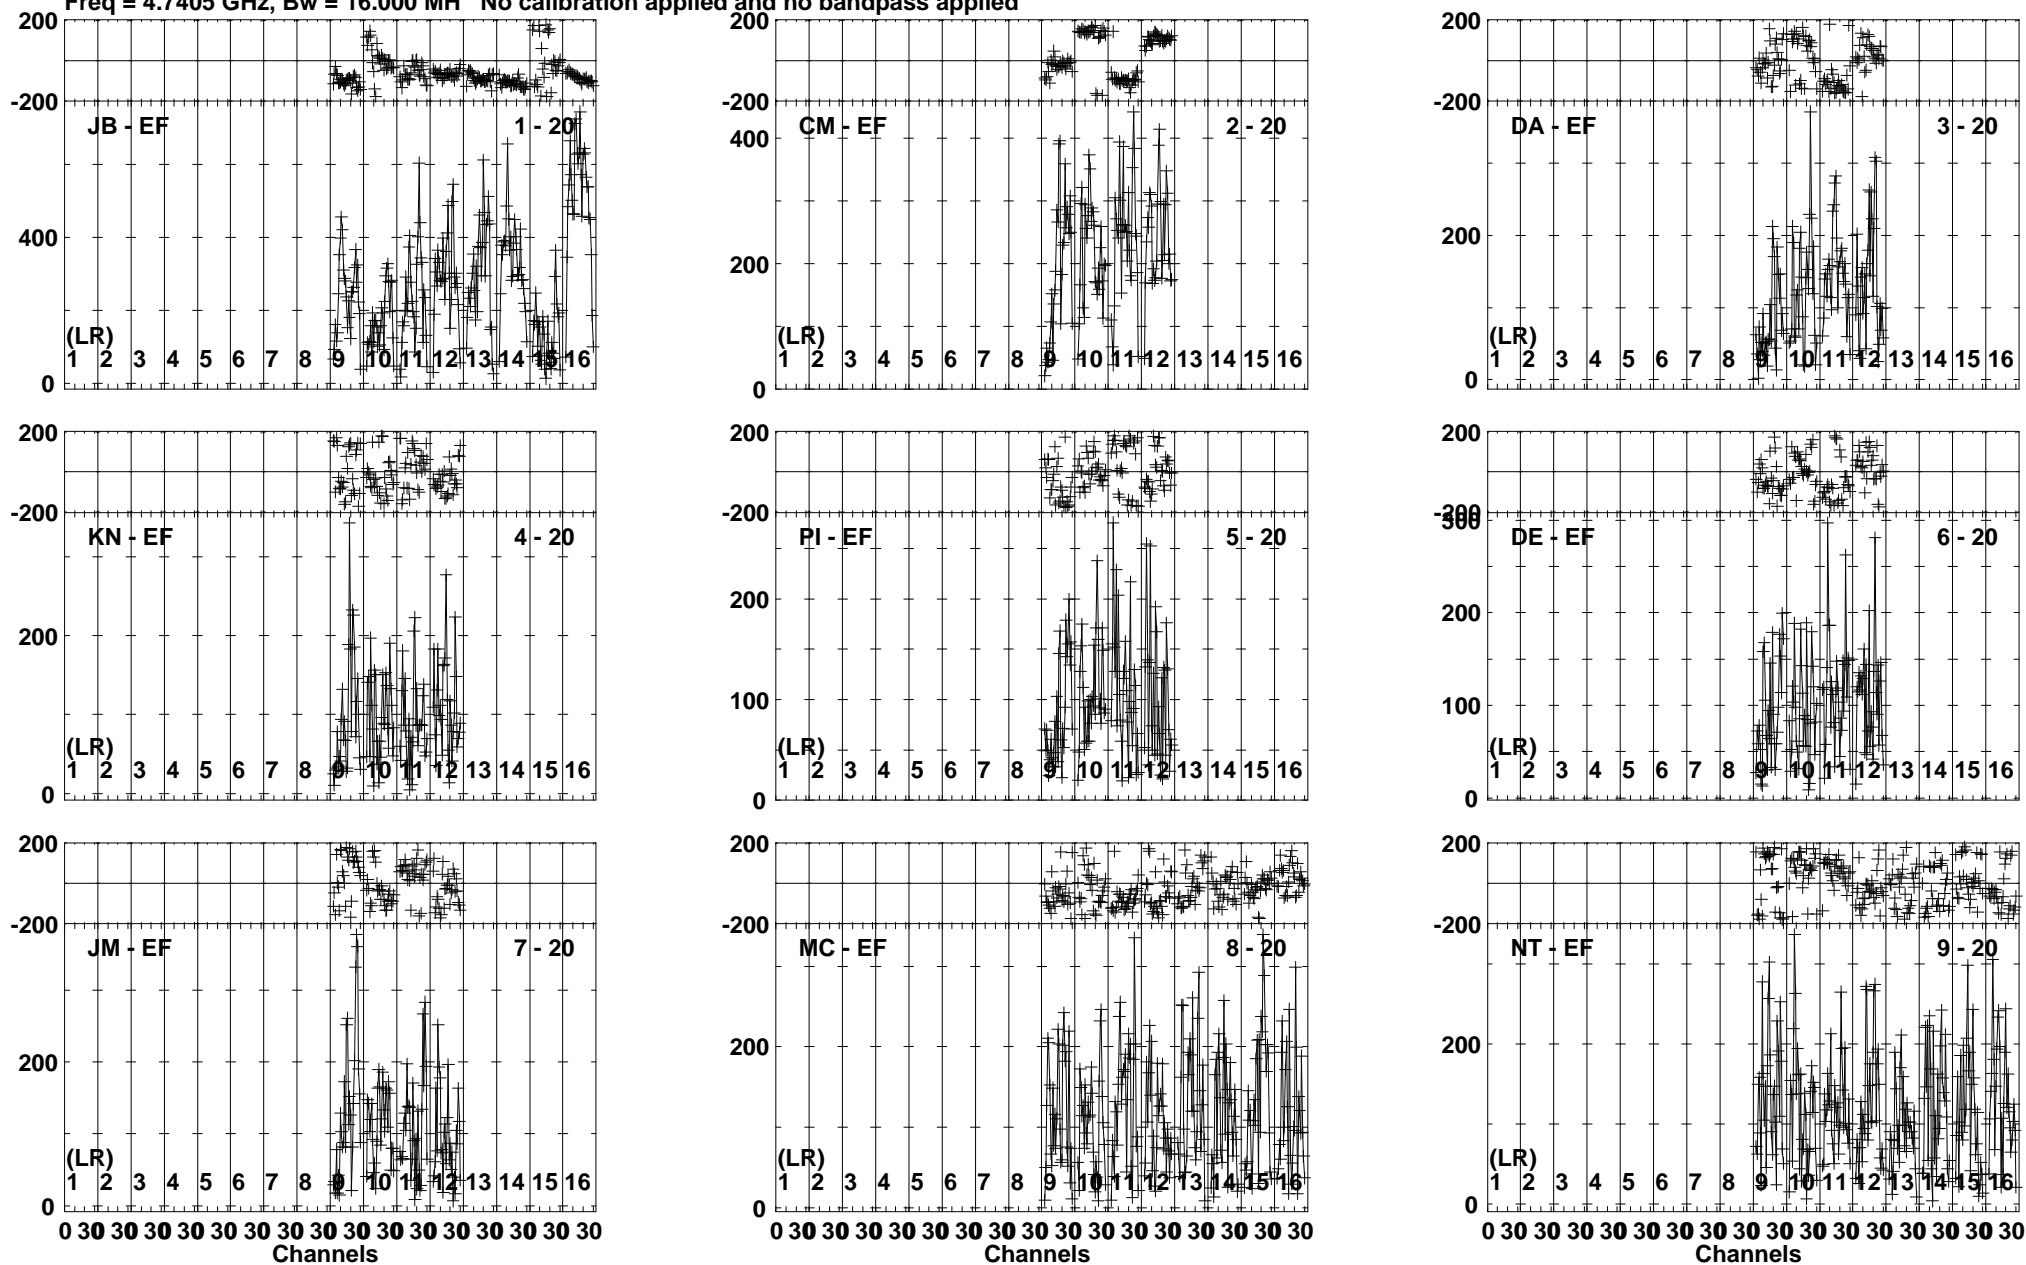 Freq = 4.7405 GHz, Bw = 16.000 MH No calibration applied and no bandpass applied
200
-200
JB - EF 1 - 20
400
(LR)
1 2 3 4 5 6 7 8 9 10 11 12 13 14 15 16
0
200
-200
CM - EF 2 - 20
400
200
(LR)
1 2 3 4 5 6 7 8 9 10 11 12 13 14 15 16
0
200
-200
DA - EF 3 - 20
200
(LR)
1 2 3 4 5 6 7 8 9 10 11 12 13 14 15 16
0
200
-200
KN - EF 4 - 20
200
(LR)
1 2 3 4 5 6 7 8 9 10 11 12 13 14 15 16
0
200
-200
PI - EF 5 - 20
200
100
(LR)
1 2 3 4 5 6 7 8 9 10 11 12 13 14 15 16
0
200
-200
300
DE - EF 6 - 20
200
100
(LR)
1 2 3 4 5 6 7 8 9 10 11 12 13 14 15 16
0
200
-200
JM - EF 7 - 20
200
(LR)
1 2 3 4 5 6 7 8 9 10 11 12 13 14 15 16
0
0 30 30 30 30 30 30 30 30 30 30 30 30 30 30 30 30
Channels
200
-200
MC - EF 8 - 20
200
(LR)
1 2 3 4 5 6 7 8 9 10 11 12 13 14 15 16
0
0 30 30 30 30 30 30 30 30 30 30 30 30 30 30 30 30
Channels
200
-200
NT - EF 9 - 20
200
(LR)
1 2 3 4 5 6 7 8 9 10 11 12 13 14 15 16
0
0 30 30 30 30 30 30 30 30 30 30 30 30 30 30 30 30
Channels